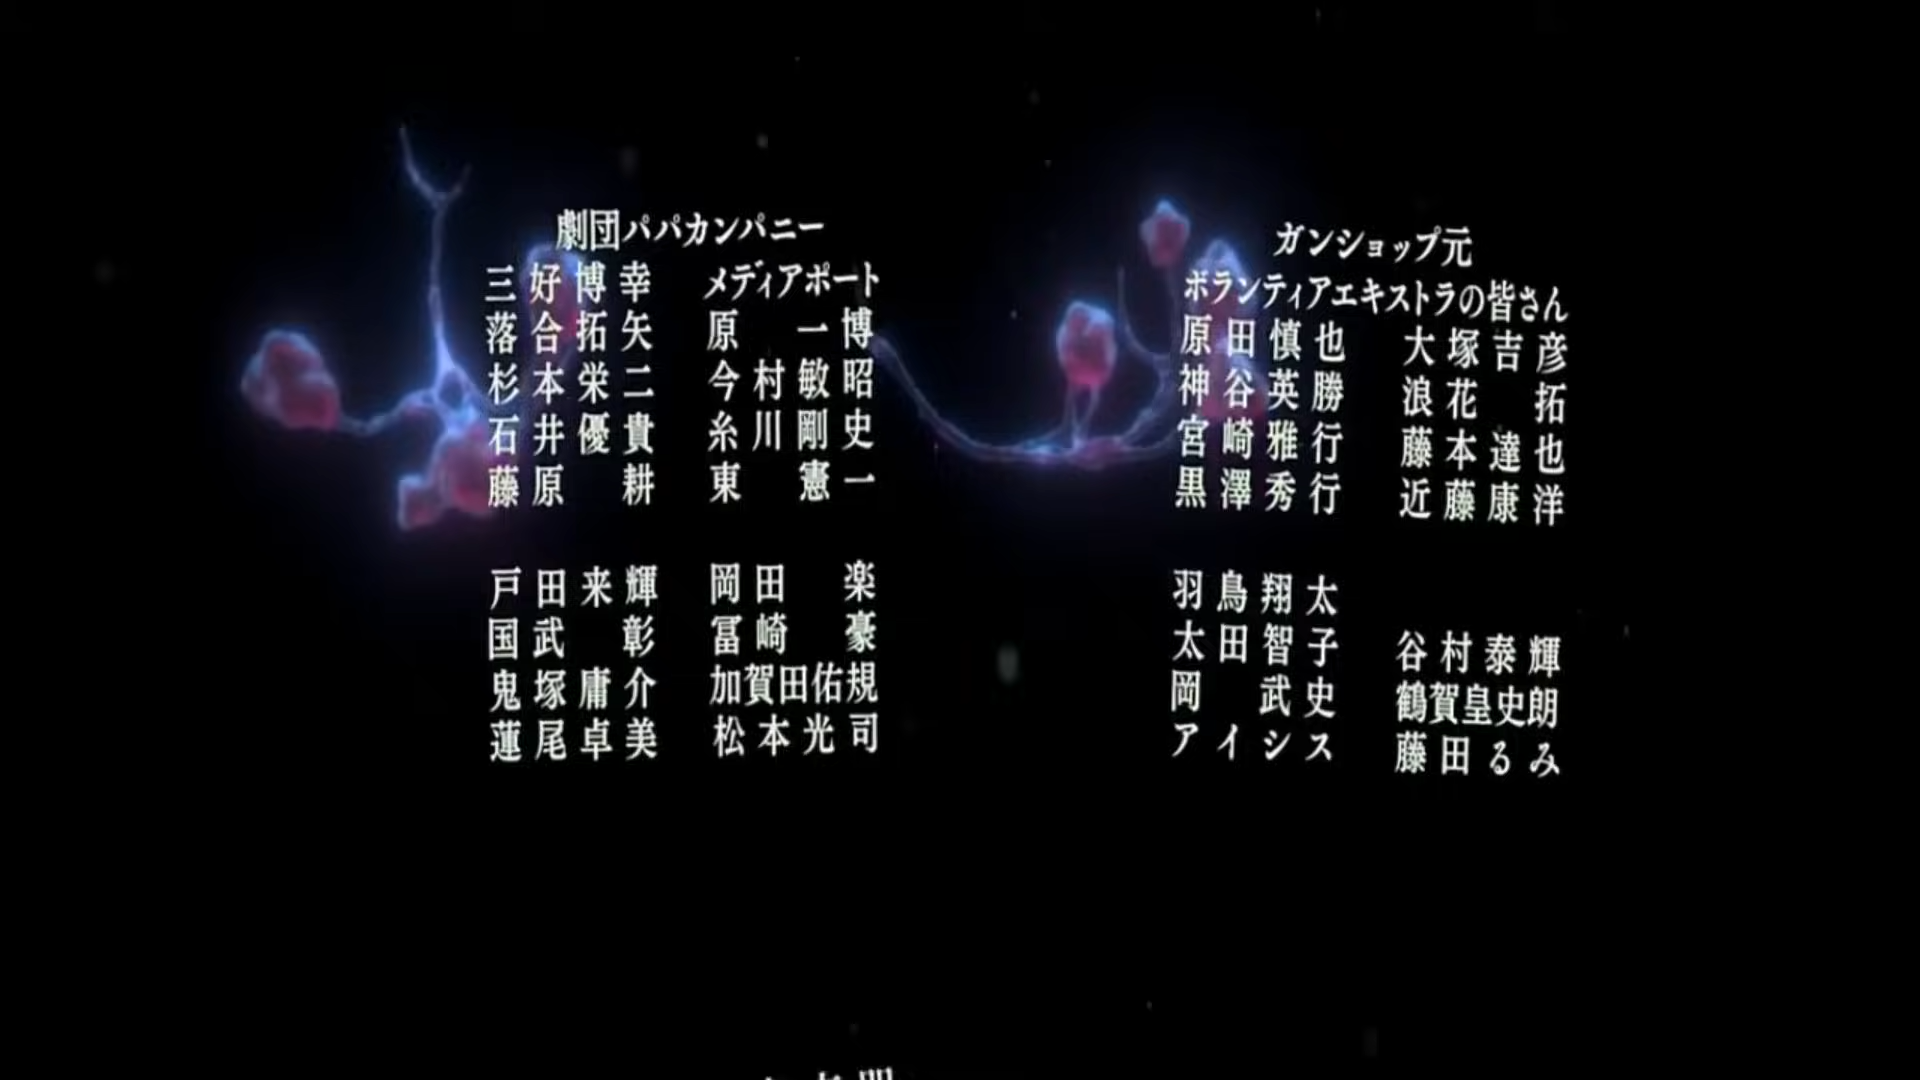 劇団パパカンパニー
三好博幸 メディアポート
落合拓矢 原 一博
杉本栄二 今村敏昭
石井優貴 糸川剛史
藤原 耕 東 憲一
戸田来輝 岡田 楽
国武 彰 冨崎 豪
鬼塚庸介 加賀田佑規
蓮尾卓美 松本光司
ガンショップ元
ボランティアエキストラの皆さん
原田慎也 大塚吉彦
神谷英勝 浪花 拓
宮崎雅行 藤本達也
黒澤秀行 近藤康洋
羽鳥翔太
太田智子 谷村泰輝
岡 武史 鶴賀皇史朗
アイシス 藤田るみ